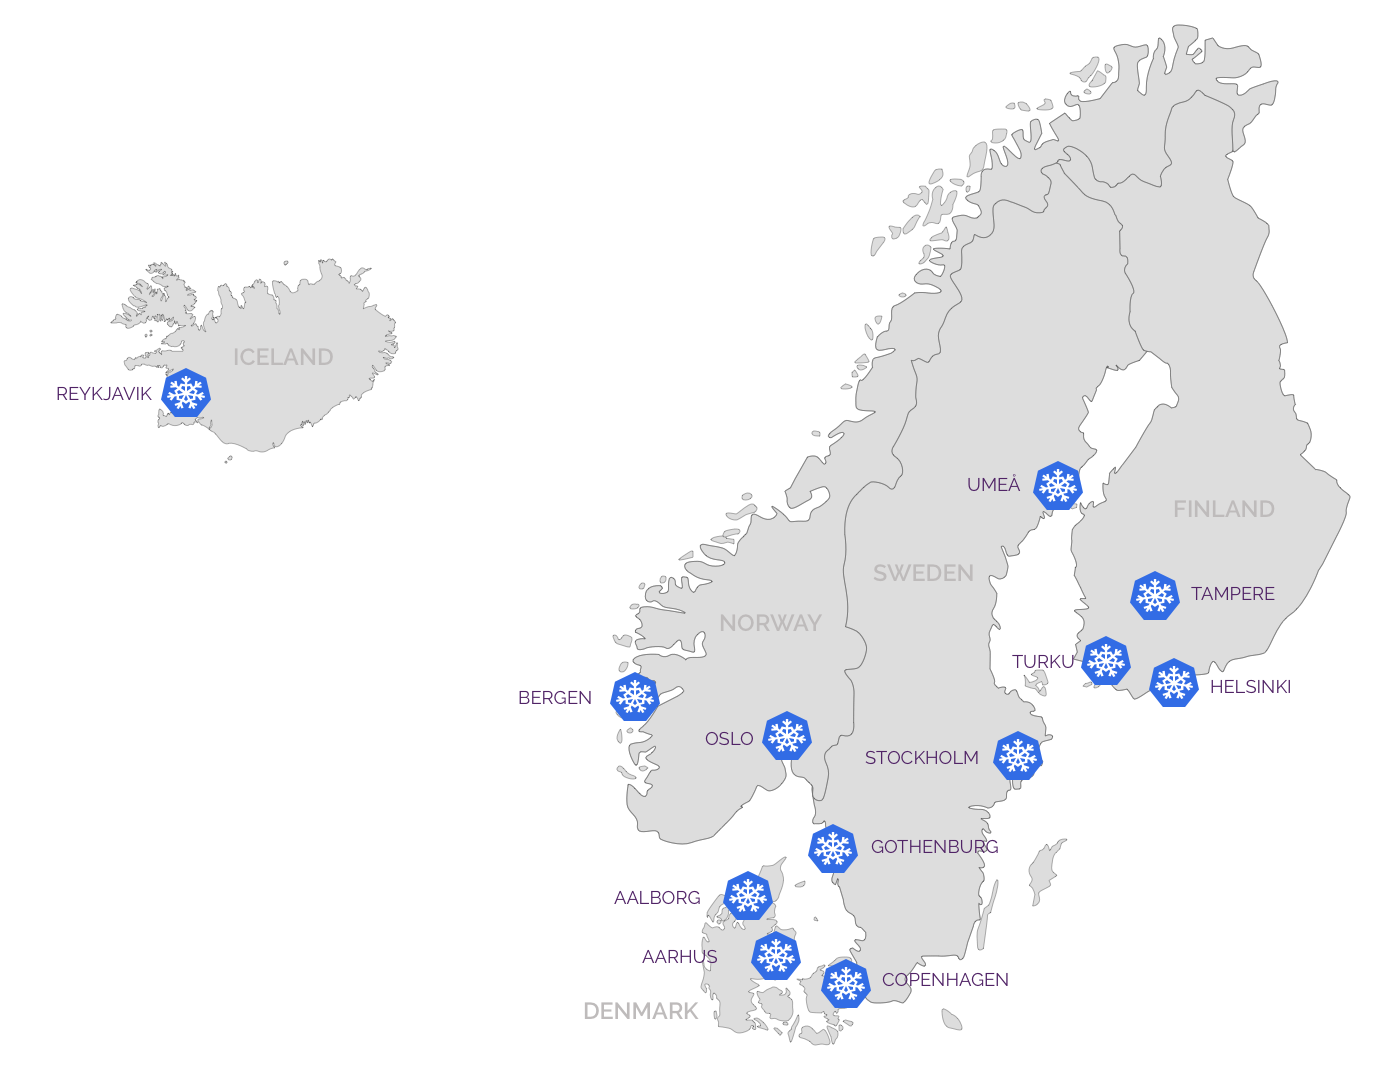 ICELAND
REYKJAVIK
UMEÅ
FINLAND
SWEDEN
TAMPERE
NORWAY
TURKU
HELSINKI
BERGEN
OSLO
STOCKHOLM
GOTHENBURG
AALBORG
AARHUS
COPENHAGEN
DENMARK